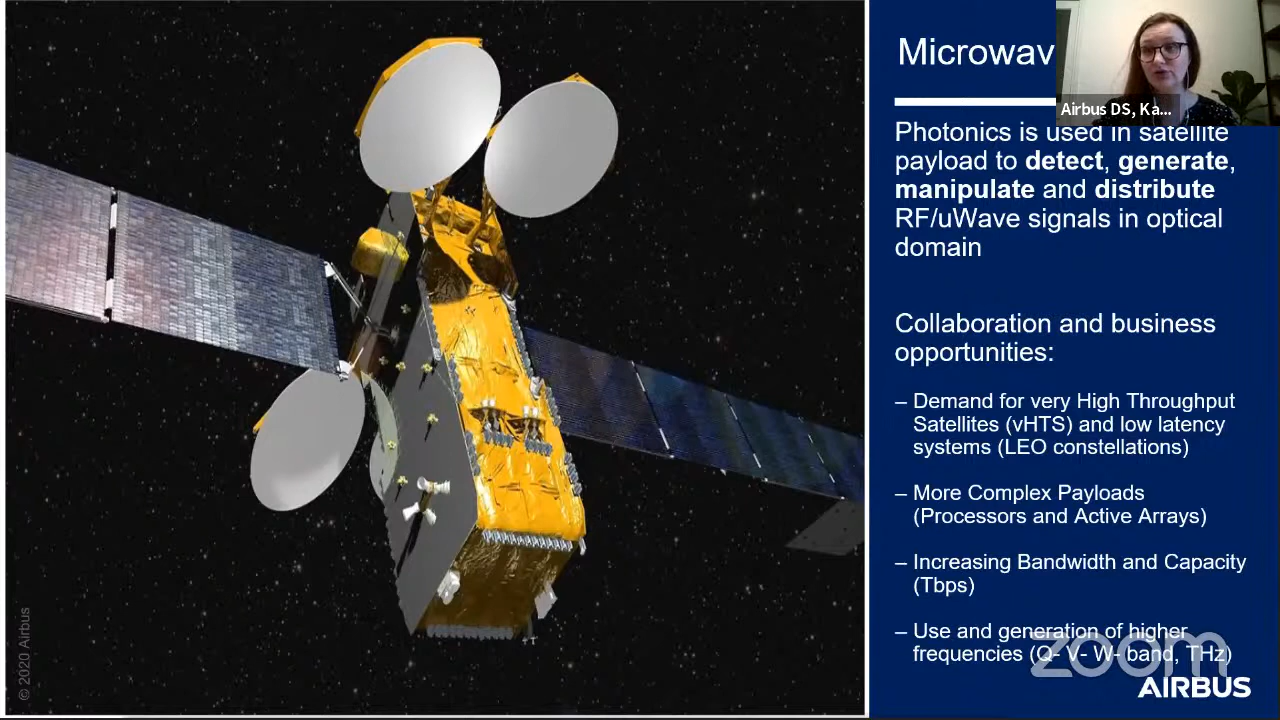 Microwav
Airbus DS, Ka...
Photonics is used in satellite
payload to detect, generate,
manipulate and distribute
RF/uWave signals in optical
domain
Collaboration and business
opportunities:
– Demand for very High Throughput
Satellites (vHTS) and low latency
systems (LEO constellations)
– More Complex Payloads
(Processors and Active Arrays)
– Increasing Bandwidth and Capacity
(Tbps)
– Use and generation of higher
frequencies (Q- V- W- band, THz)
zoom
AIRBUS
© 2020 Airbus